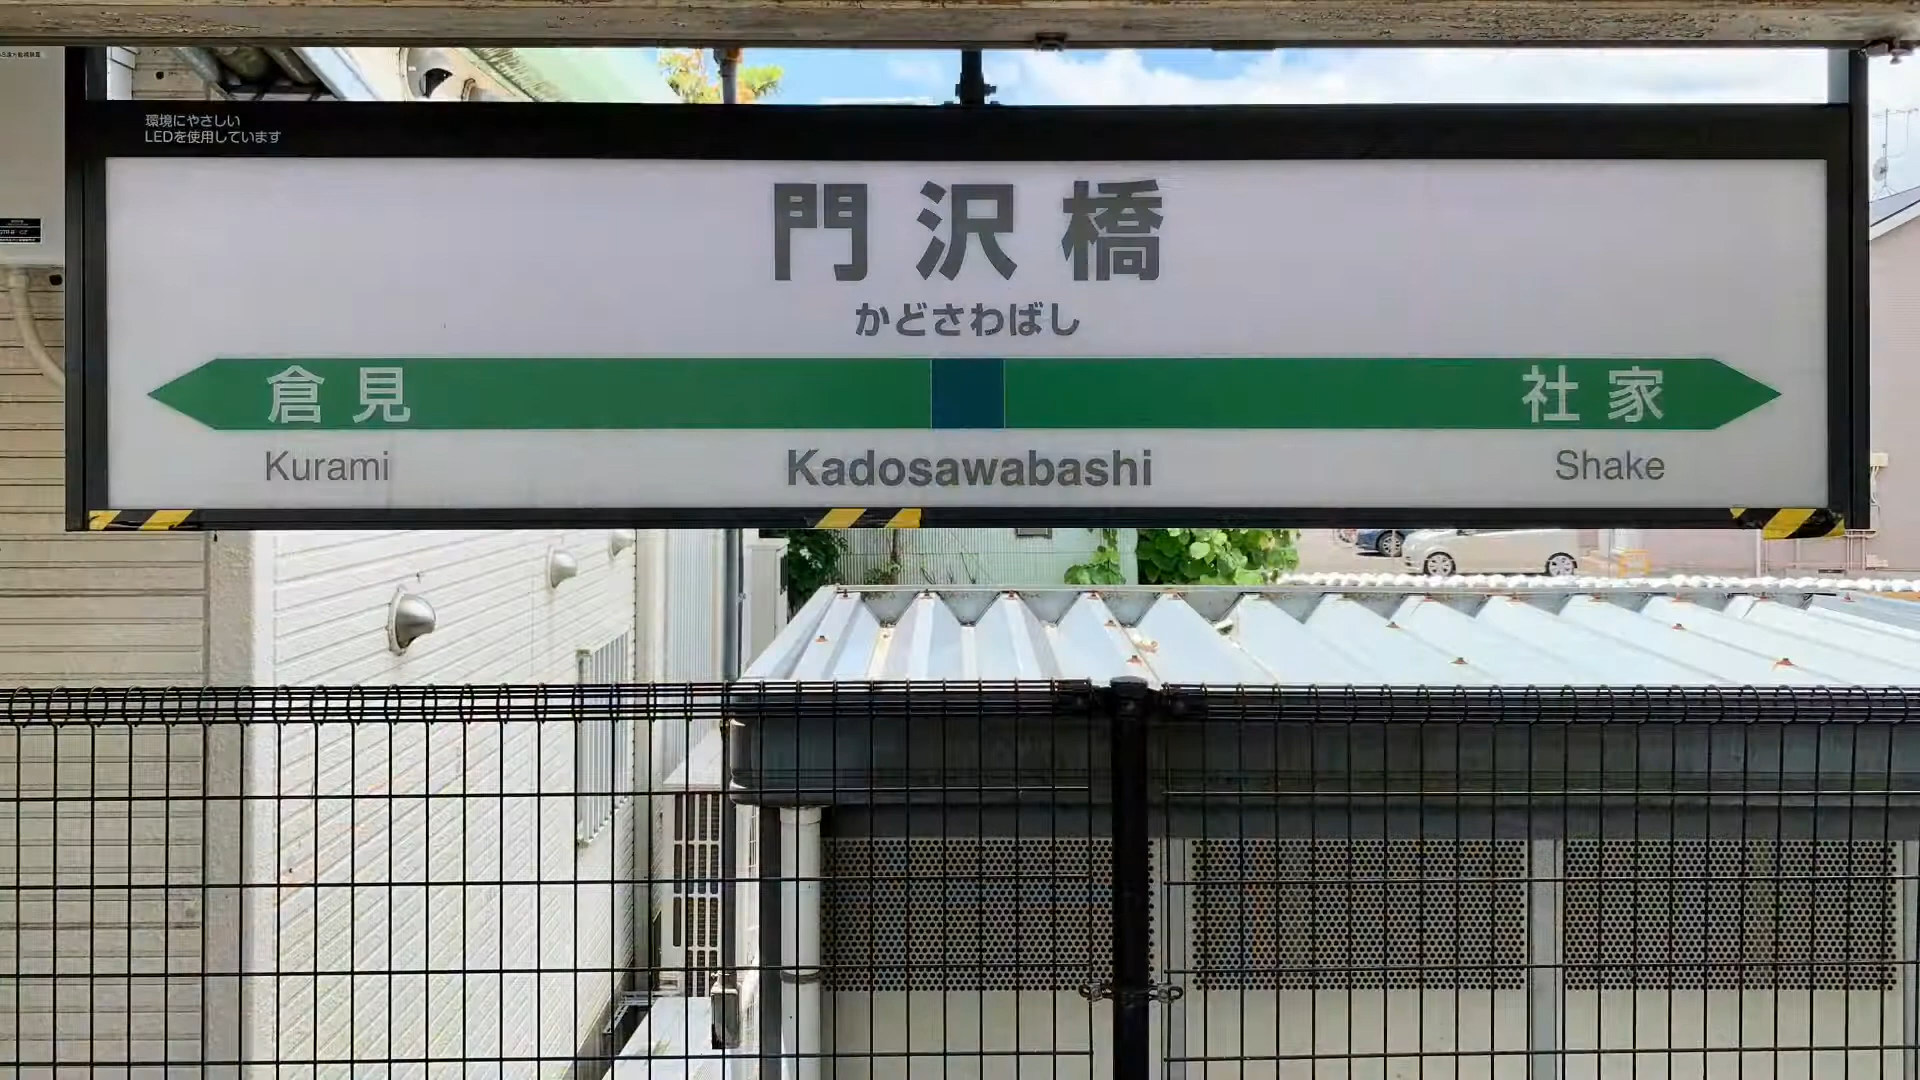 環境にやさしい
LEDを使用しています
門沢橋
かどさわばし
倉見
社家
Kurami
Kadosawabashi
Shake